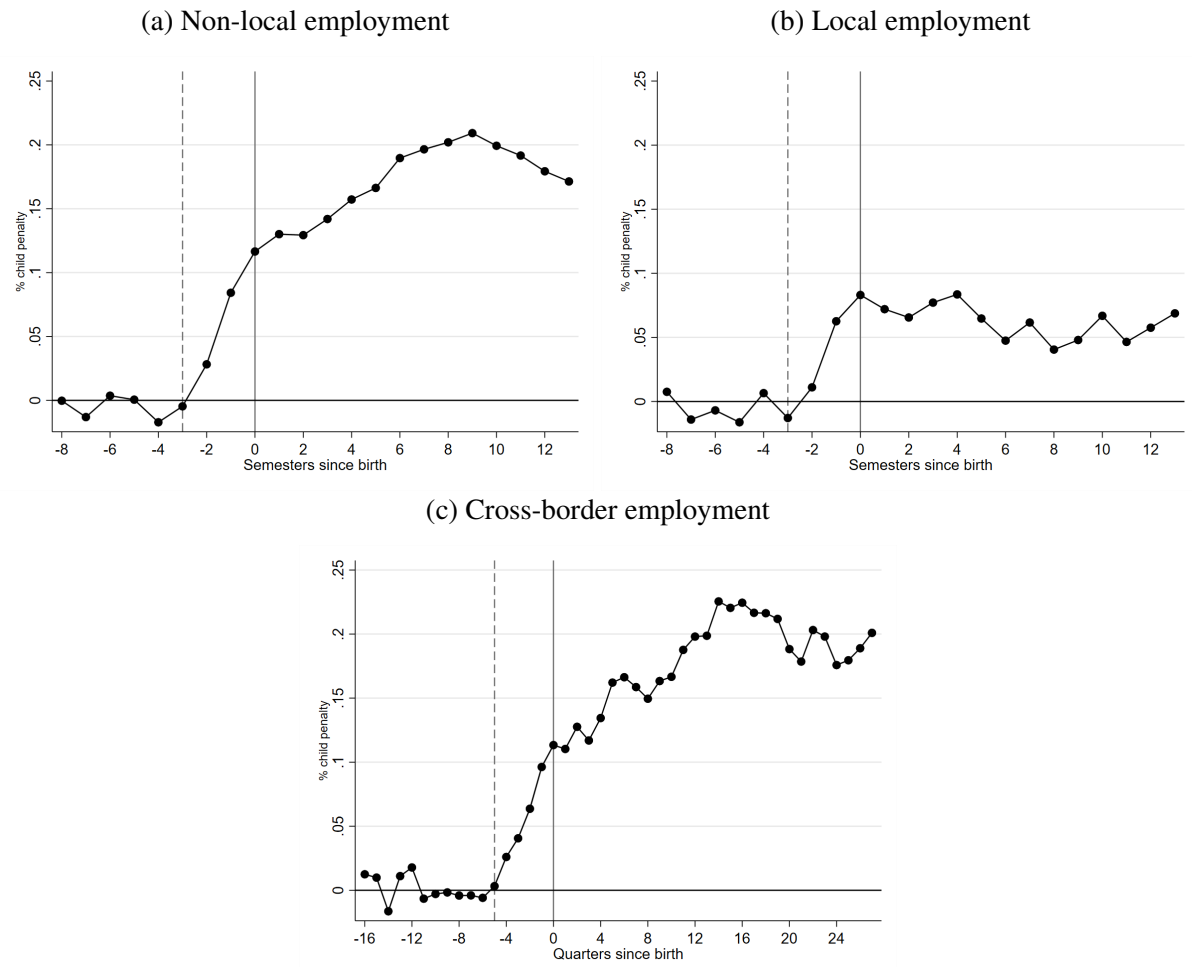 (a) Non-local employment
% child penalty
0 .05 .1 .15 .2 .25
-8 -6 -4 -2 0 2 4 6 8 10 12
Semesters since birth
(b) Local employment
% child penalty
0 .05 .1 .15 .2 .25
-8 -6 -4 -2 0 2 4 6 8 10 12
Semesters since birth
(c) Cross-border employment
% child penalty
0 .05 .1 .15 .2 .25
-16 -12 -8 -4 0 4 8 12 16 20 24
Quarters since birth